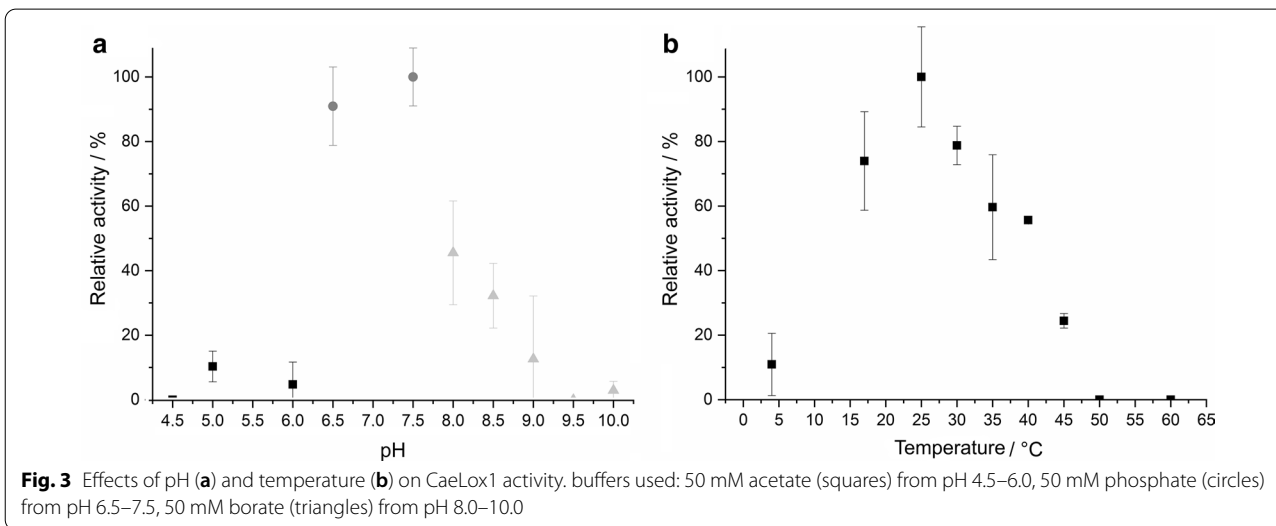 a
Relative activity / %
100
80
60
40
20
0
4.5 5.0 6.0 6.5 7.0 7.5 8.0 8.5 9.0 9.5 10.0
pH
b
Relative activity / %
100
80
60
40
20
0
0 5 10 15 20 25 30 35 40 45 50 55 60 65
Temperature / °C
Fig. 3 Effects of pH (a) and temperature (b) on CaeLox1 activity. buffers used: 50 mM acetate (squares) from pH 4.5–6.0, 50 mM phosphate (circles)
from pH 6.5–7.5, 50 mM borate (triangles) from pH 8.0–10.0